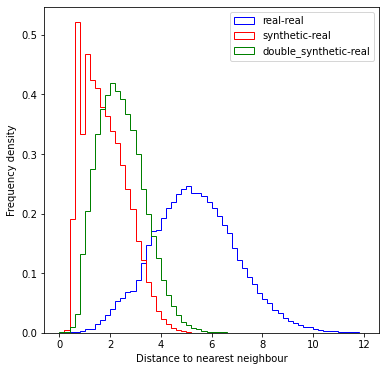 real-real
synthetic-real
double_synthetic-real
Frequency density
0.5
0.4
0.3
0.2
0.1
0.0
0 2 4 6 8 10 12
Distance to nearest neighbour